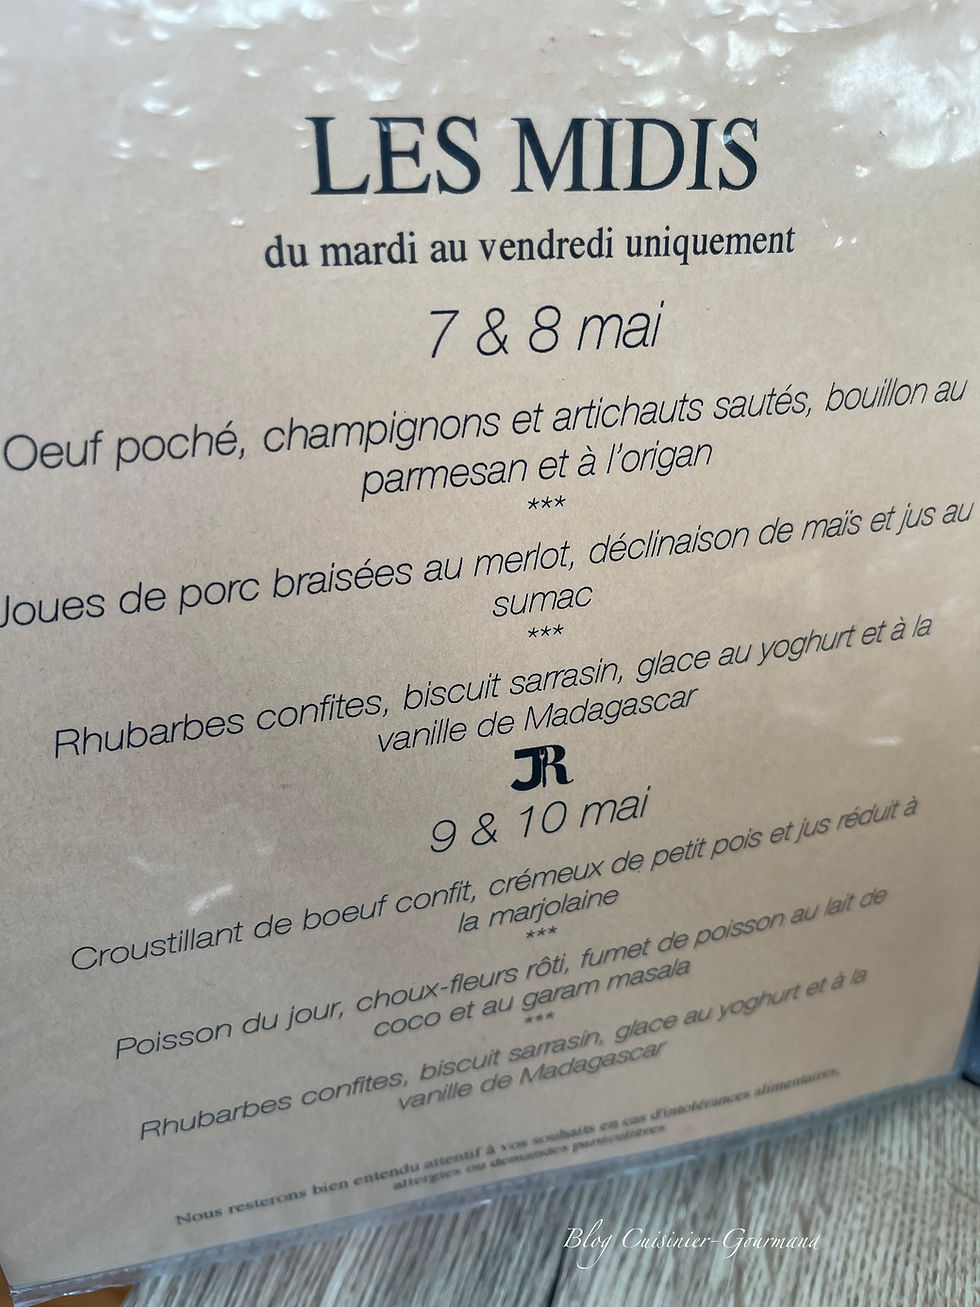 LES MIDIS
du mardi au vendredi uniquement
7 & 8 mai
Oeuf poché, champignons et artichauts sautés, bouillon au
parmesan et à l'origan
***
Joues de porc braisées au merlot, déclinaison de maïs et jus au
sumac
***
Rhubarbes confites, biscuit sarrasin, glace au yoghurt et à la
vanille de Madagascar
JR
9 & 10 mai
Croustillant de boeuf confit, crémeux de petit pois et jus réduit à
la marjolaine
***
Poisson du jour, choux-fleurs rôti, fumet de poisson au lait de
coco et au garam masala
***
Rhubarbes confites, biscuit sarrasin, glace au yoghurt et à la
vanille de Madagascar
Nous resterons bien entendu attentif à vos souhaits en cas d'intolérances alimentaires,
allergies ou demandes particulières
Blog Cuisinier-Gourmand